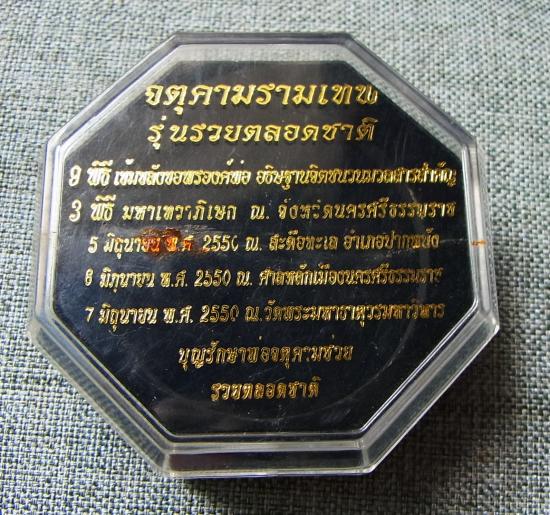 จตุคามรามเทพ
รุ่นรวยตลอดชาติ
9 พิธี เข้มขลังขอพรองค์พ่อ อธิษฐานจิตชนวนมวลสารสำคัญ
3 พิธี มหาเทวาภิเษก ณ. จังหวัดนครศรีธรรมราช
5 มิถุนายน พ.ศ. 2550 ณ. สะดือทะเล อำเภอปากพนัง
6 มิถุนายน พ.ศ. 2550 ณ. ศาลหลักเมืองนครศรีธรรมราช
7 มิถุนายน พ.ศ. 2550 ณ.วัดพระมหาธาตุวรมหาวิหาร
บุญรักษาพ่อจตุคามช่วย
รวยตลอดชาติ